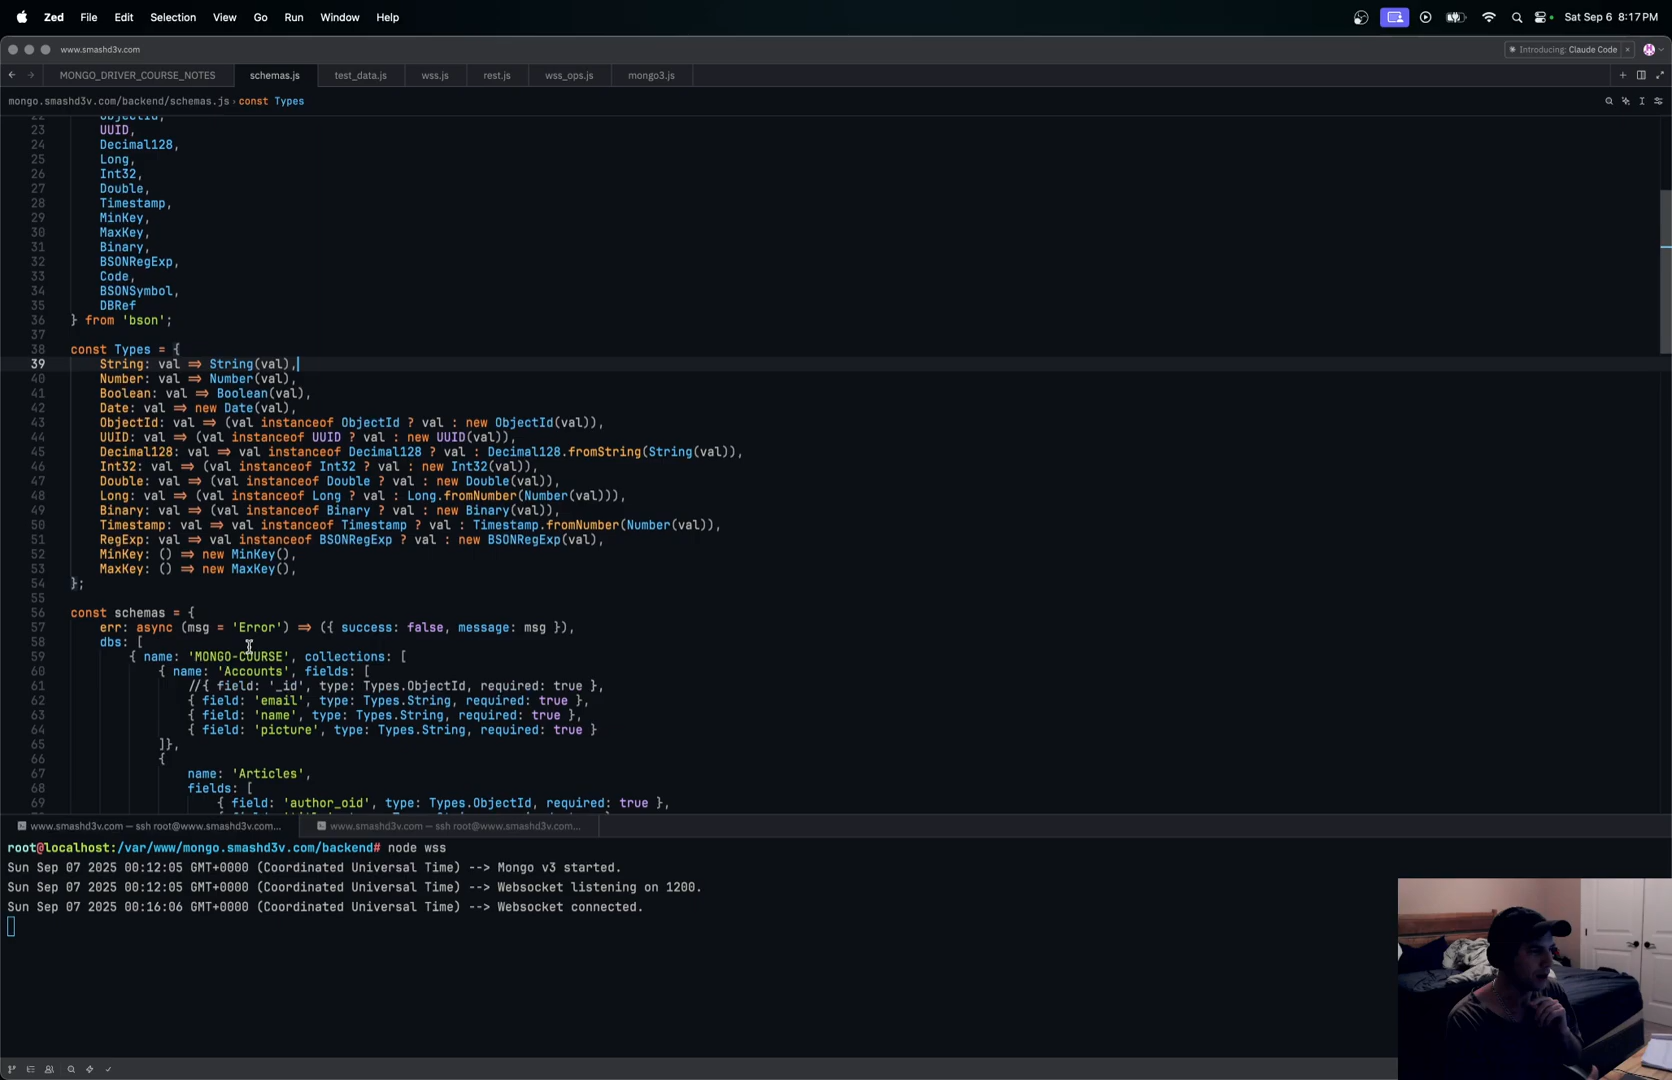 Zed File Edit Selection View Go Run Window Help Sat Sep 6 8:17 PM
www.smashd3v.com Introducing: Claude Code
MONGO_DRIVER_COURSE_NOTES schemas.js test_data.js wss.js rest.js wss_ops.js mongo3.js
mongo.smashd3v.com/backend/schemas.js › const Types
22 ObjectId,
23 UUID,
24 Decimal128,
25 Long,
26 Int32,
27 Double,
28 Timestamp,
29 MinKey,
30 MaxKey,
31 Binary,
32 BSONRegExp,
33 Code,
34 BSONSymbol,
35 DBRef
36 } from 'bson';
37
38 const Types = {
39 String: val => String(val),
40 Number: val => Number(val),
41 Boolean: val => Boolean(val),
42 Date: val => new Date(val),
43 ObjectId: val => (val instanceof ObjectId ? val : new ObjectId(val)),
44 UUID: val => (val instanceof UUID ? val : new UUID(val)),
45 Decimal128: val => val instanceof Decimal128 ? val : Decimal128.fromString(String(val)),
46 Int32: val => (val instanceof Int32 ? val : new Int32(val)),
47 Double: val => (val instanceof Double ? val : new Double(val)),
48 Long: val => (val instanceof Long ? val : Long.fromNumber(Number(val))),
49 Binary: val => (val instanceof Binary ? val : new Binary(val)),
50 Timestamp: val => val instanceof Timestamp ? val : Timestamp.fromNumber(Number(val)),
51 RegExp: val => val instanceof BSONRegExp ? val : new BSONRegExp(val),
52 MinKey: () => new MinKey(),
53 MaxKey: () => new MaxKey(),
54 };
55
56 const schemas = {
57 err: async (msg = 'Error') => ({ success: false, message: msg }),
58 dbs: [
59 { name: 'MONGO-COURSE', collections: [
60 { name: 'Accounts', fields: [
61 //{ field: '_id', type: Types.ObjectId, required: true },
62 { field: 'email', type: Types.String, required: true },
63 { field: 'name', type: Types.String, required: true },
64 { field: 'picture', type: Types.String, required: true }
65 ]},
66 {
67 name: 'Articles',
68 fields: [
69 { field: 'author_oid', type: Types.ObjectId, required: true },
www.smashd3v.com — ssh root@www.smashd3v.com... www.smashd3v.com — ssh root@www.smashd3v.com...
root@localhost:/var/www/mongo.smashd3v.com/backend# node wss
Sun Sep 07 2025 00:12:05 GMT+0000 (Coordinated Universal Time) --> Mongo v3 started.
Sun Sep 07 2025 00:12:05 GMT+0000 (Coordinated Universal Time) --> Websocket listening on 1200.
Sun Sep 07 2025 00:16:06 GMT+0000 (Coordinated Universal Time) --> Websocket connected.